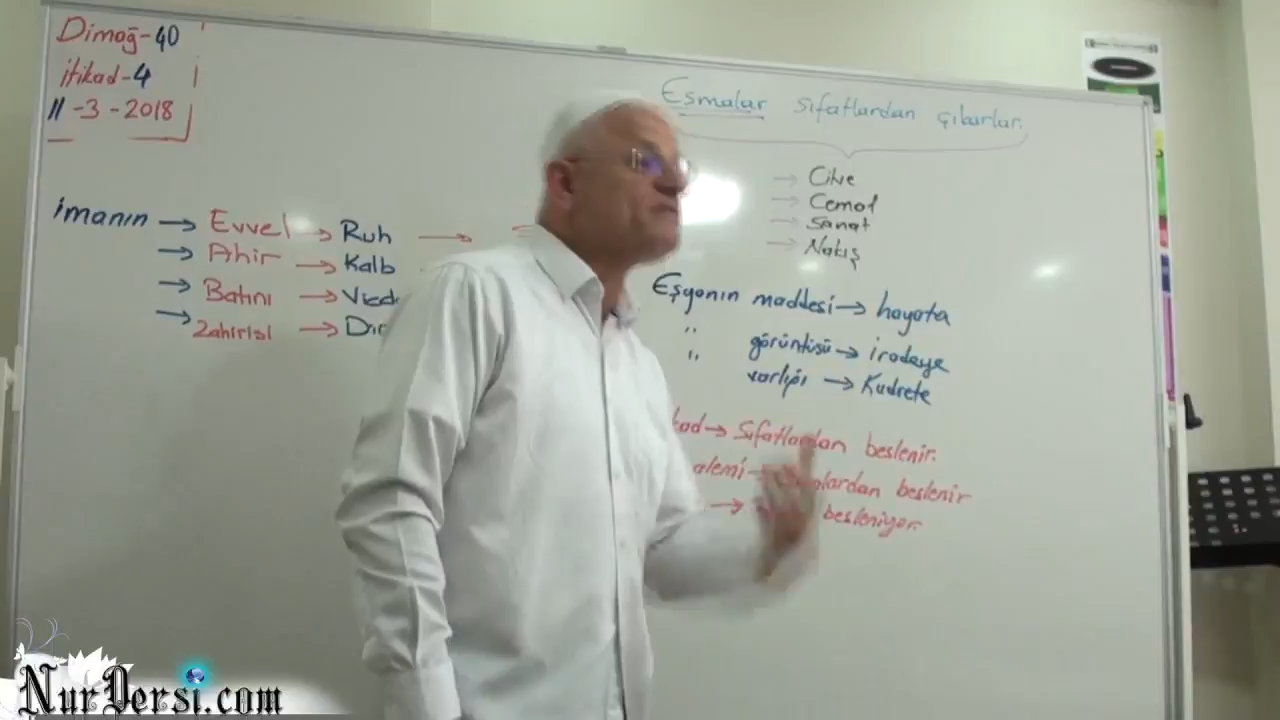 Dimağ-40
itikad-4
11-3-2018
Esmalar sıfatlardan çıkarlar.
→ Cilve
→ Cemal
→ Sanat
→ Nakış
imanın → Evvel → Ruh →
→ Ahir → Kalb
→ Batını →
→ Zahirisi →
Eşyanın maddesi → hayata
" görüntüsü → iradeye
" varlığı → Kudrete
→ Sıfatlardan beslenir.
alemi → beslenir
→ besleniyor.
NurDersi.com